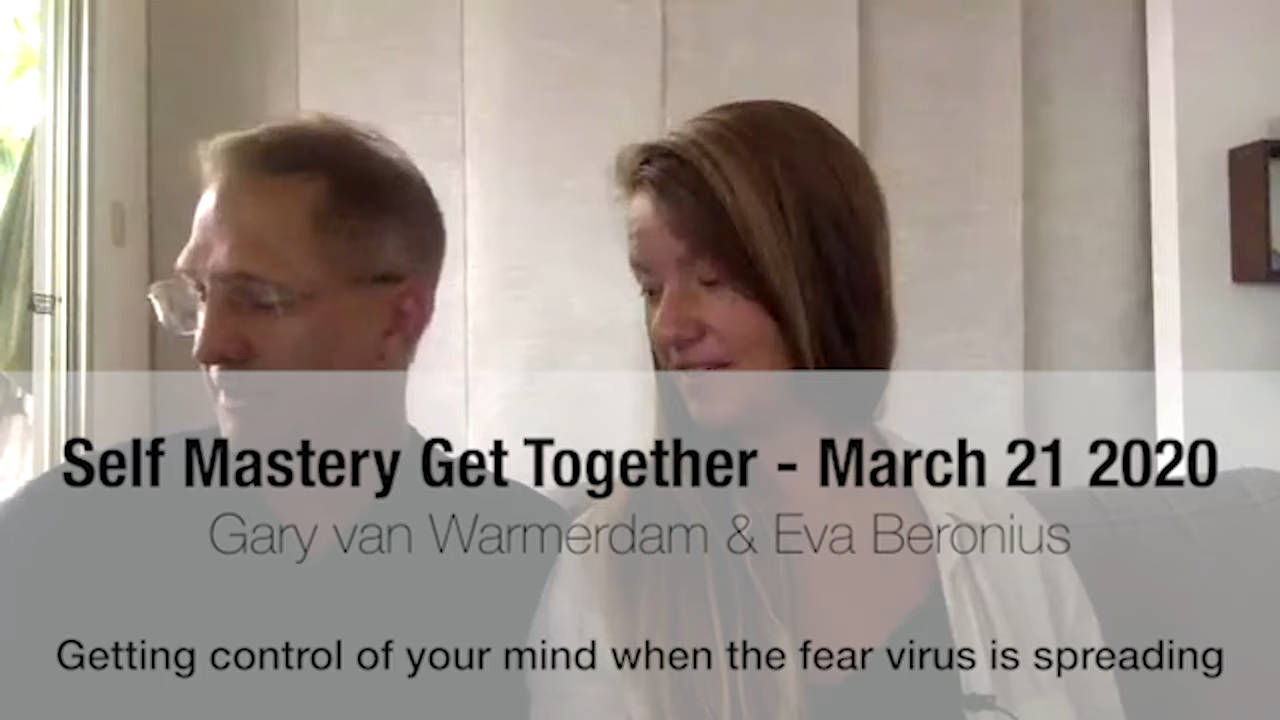 Self Mastery Get Together - March 21 2020
Gary van Warmerdam & Eva Beronius
Getting control of your mind when the fear virus is spreading